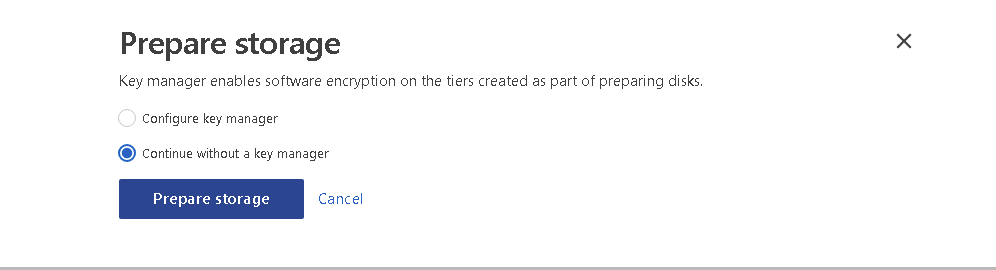 Prepare storage
Key manager enables software encryption on the tiers created as part of preparing disks.
Configure key manager
Continue without a key manager
Prepare storage Cancel